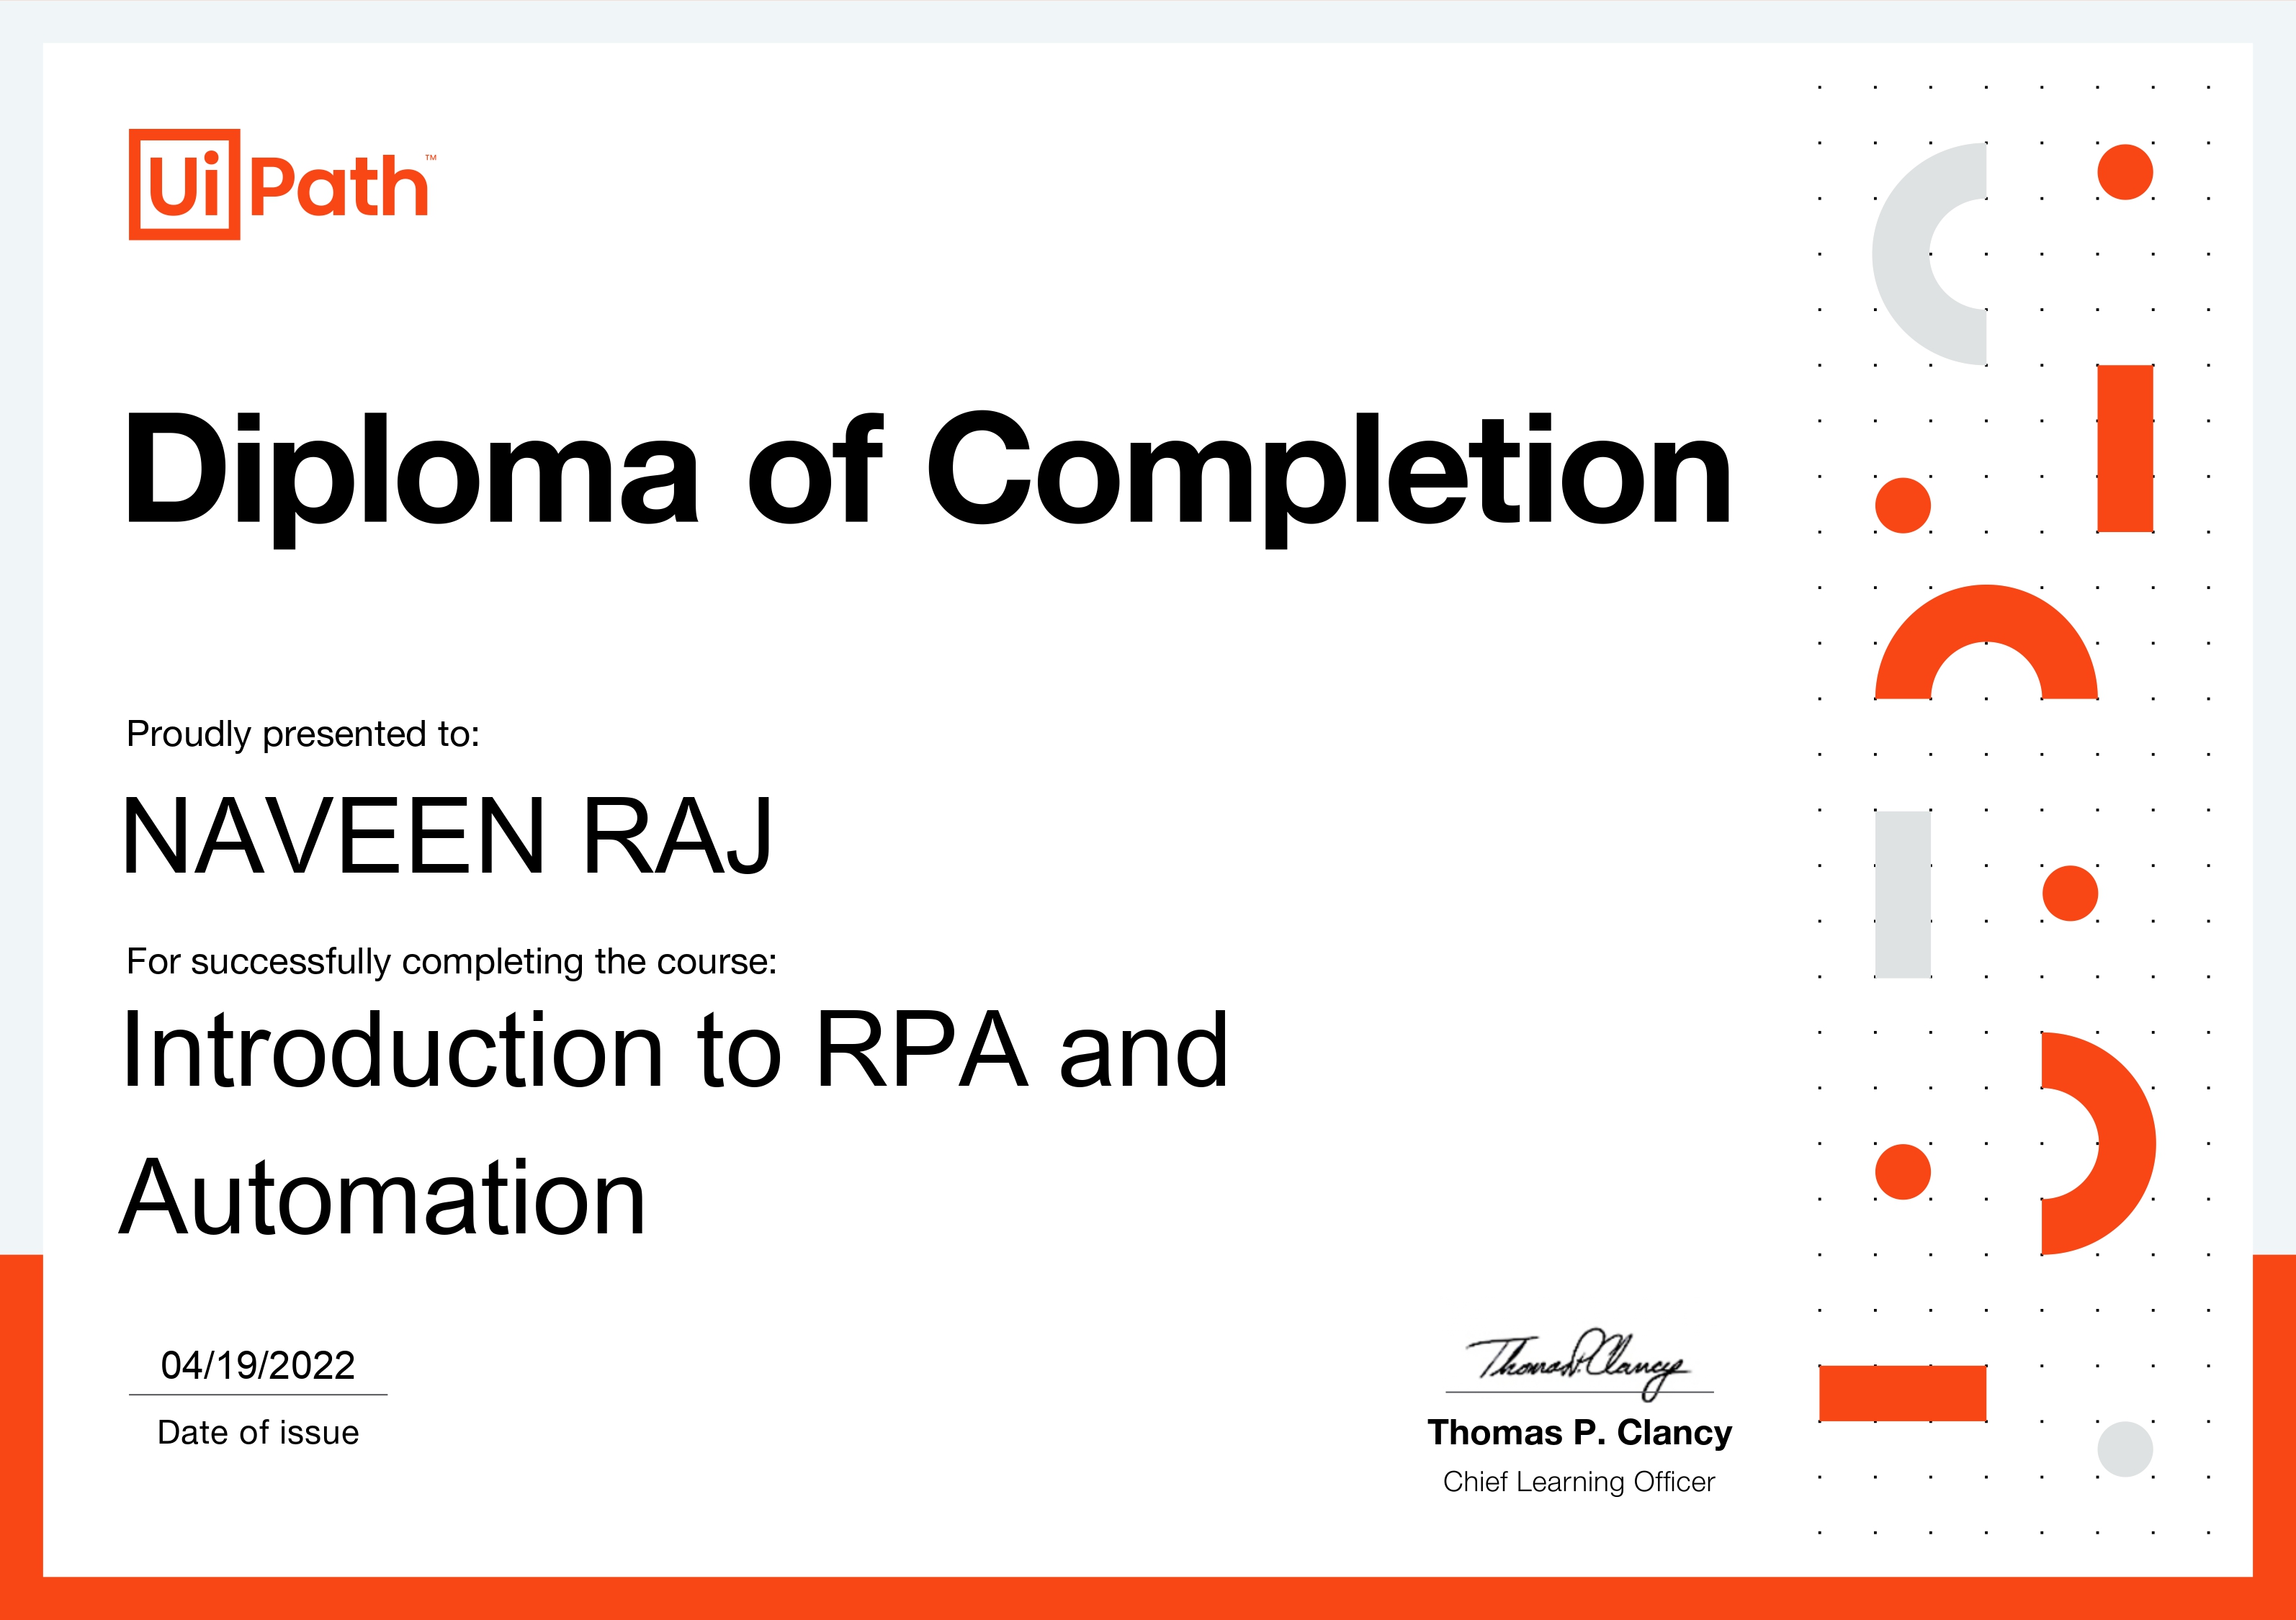 UiPath™
Diploma of Completion
Proudly presented to:
NAVEEN RAJ
For successfully completing the course:
Introduction to RPA and
Automation
04/19/2022
Date of issue
Thomas P. Clancy
Thomas P. Clancy
Chief Learning Officer